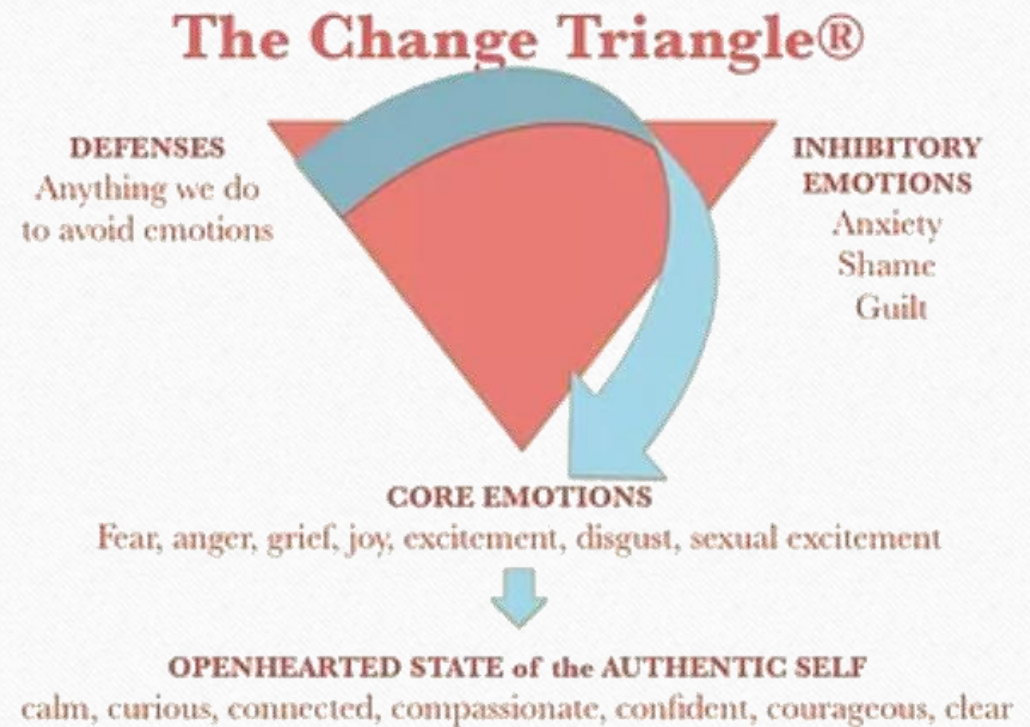 The Change Triangle®
DEFENSES
Anything we do
to avoid emotions
INHIBITORY
EMOTIONS
Anxiety
Shame
Guilt
CORE EMOTIONS
Fear, anger, grief, joy, excitement, disgust, sexual excitement
OPENHEARTED STATE of the AUTHENTIC SELF
calm, curious, connected, compassionate, confident, courageous, clear